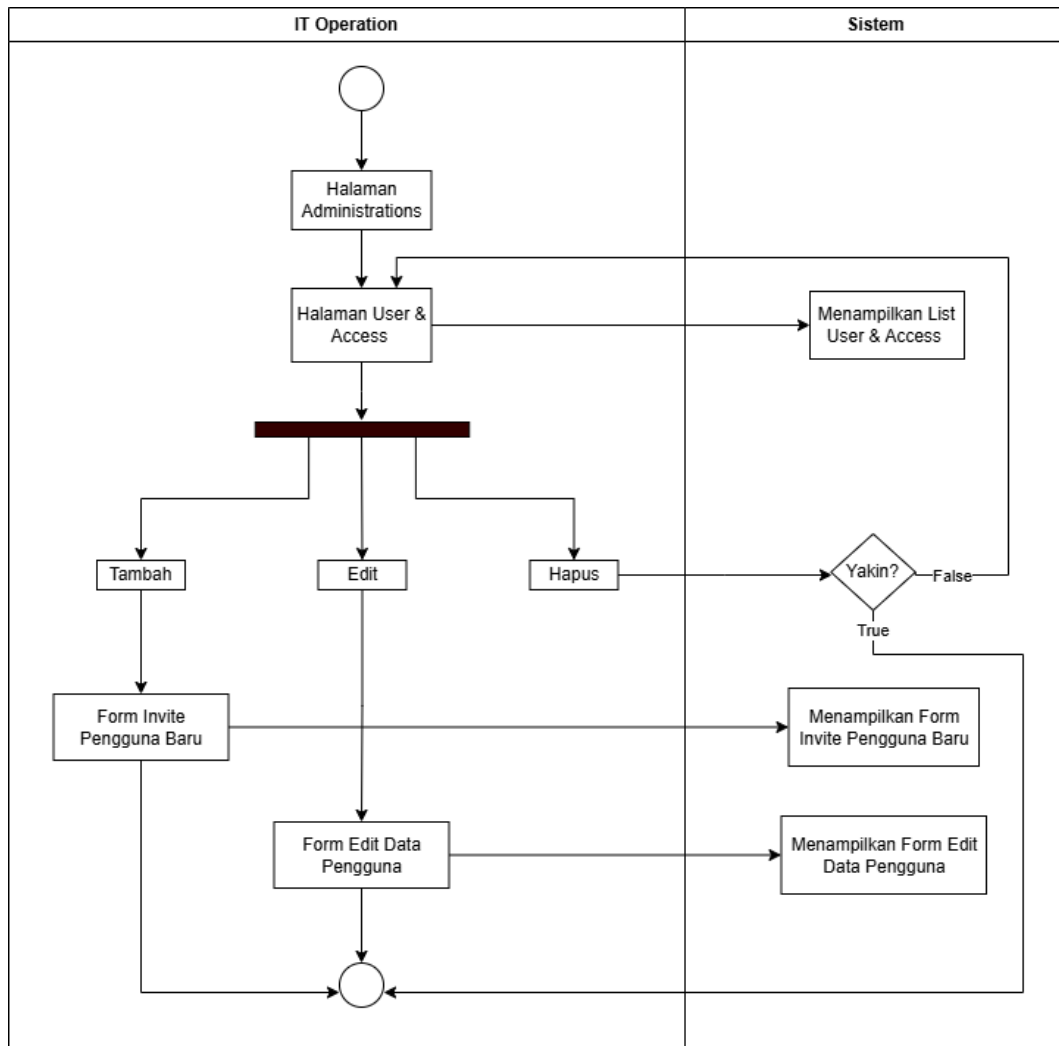 IT Operation
Sistem
Halaman
Administrations
Halaman User &
Access
Menampilkan List
User & Access
Tambah
Edit
Hapus
Yakin?
False
True
Form Invite
Pengguna Baru
Menampilkan Form
Invite Pengguna Baru
Form Edit Data
Pengguna
Menampilkan Form Edit
Data Pengguna